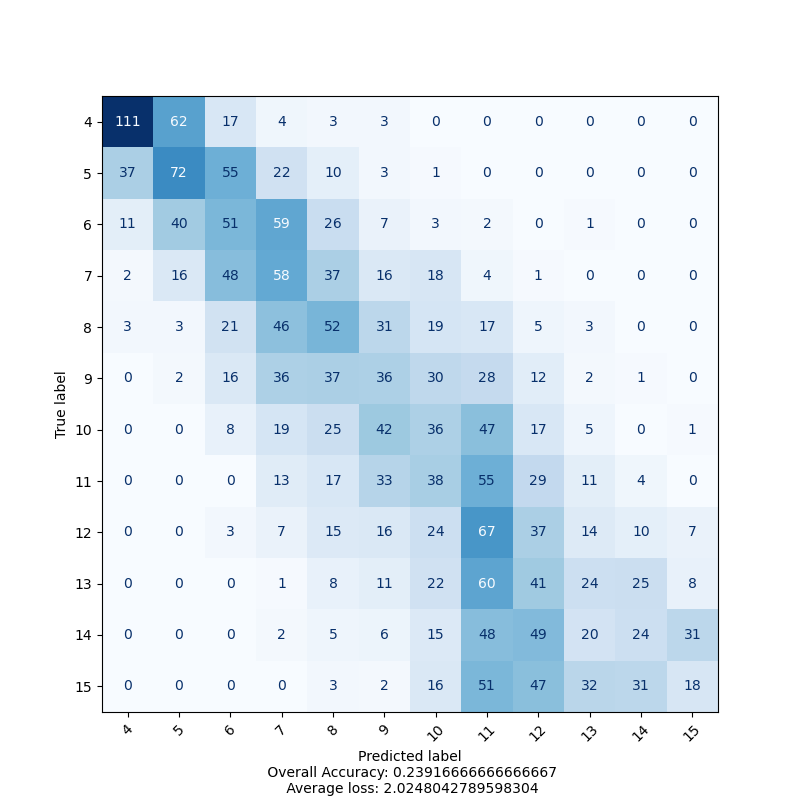 4 111 62 17 4 3 3 0 0 0 0 0 0
5 37 72 55 22 10 3 1 0 0 0 0 0
6 11 40 51 59 26 7 3 2 0 1 0 0
7 2 16 48 58 37 16 18 4 1 0 0 0
8 3 3 21 46 52 31 19 17 5 3 0 0
9 0 2 16 36 37 36 30 28 12 2 1 0
10 0 0 8 19 25 42 36 47 17 5 0 1
11 0 0 0 13 17 33 38 55 29 11 4 0
12 0 0 3 7 15 16 24 67 37 14 10 7
13 0 0 0 1 8 11 22 60 41 24 25 8
14 0 0 0 2 5 6 15 48 49 20 24 31
15 0 0 0 0 3 2 16 51 47 32 31 18
True label
4 5 6 7 8 9 10 11 12 13 14 15
Predicted label
Overall Accuracy: 0.23916666666666667
Average loss: 2.0248042789598304